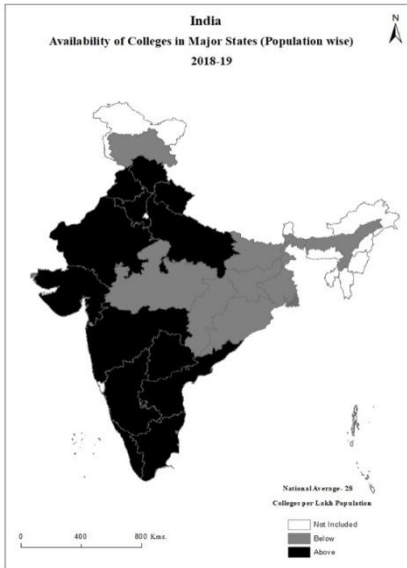 India
N
Availability of Colleges in Major States (Population wise)
2018-19
National Average- 28
Colleges per Lakh Population
Not Included
Below
Above
0 400 800 Kms.